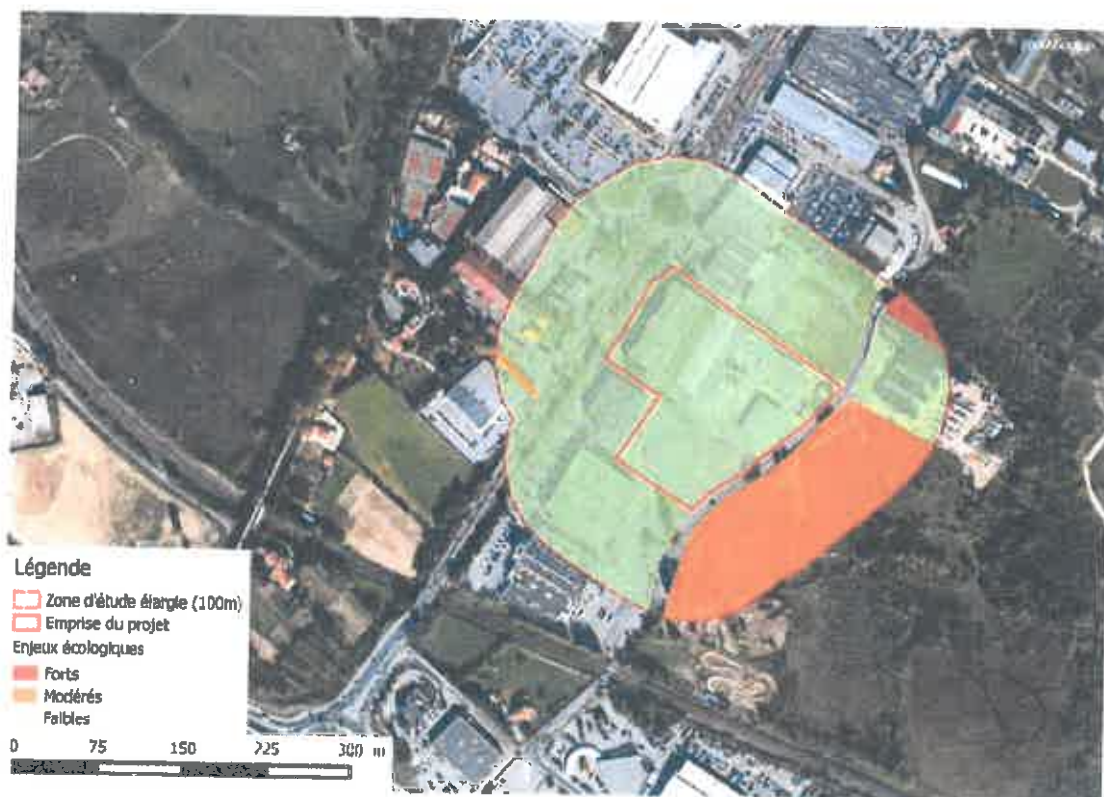 Légende
Zone d'étude élargie (100m)
Emprise du projet
Enjeux écologiques
Forts
Modérés
Faibles
0 75 150 225 300 m